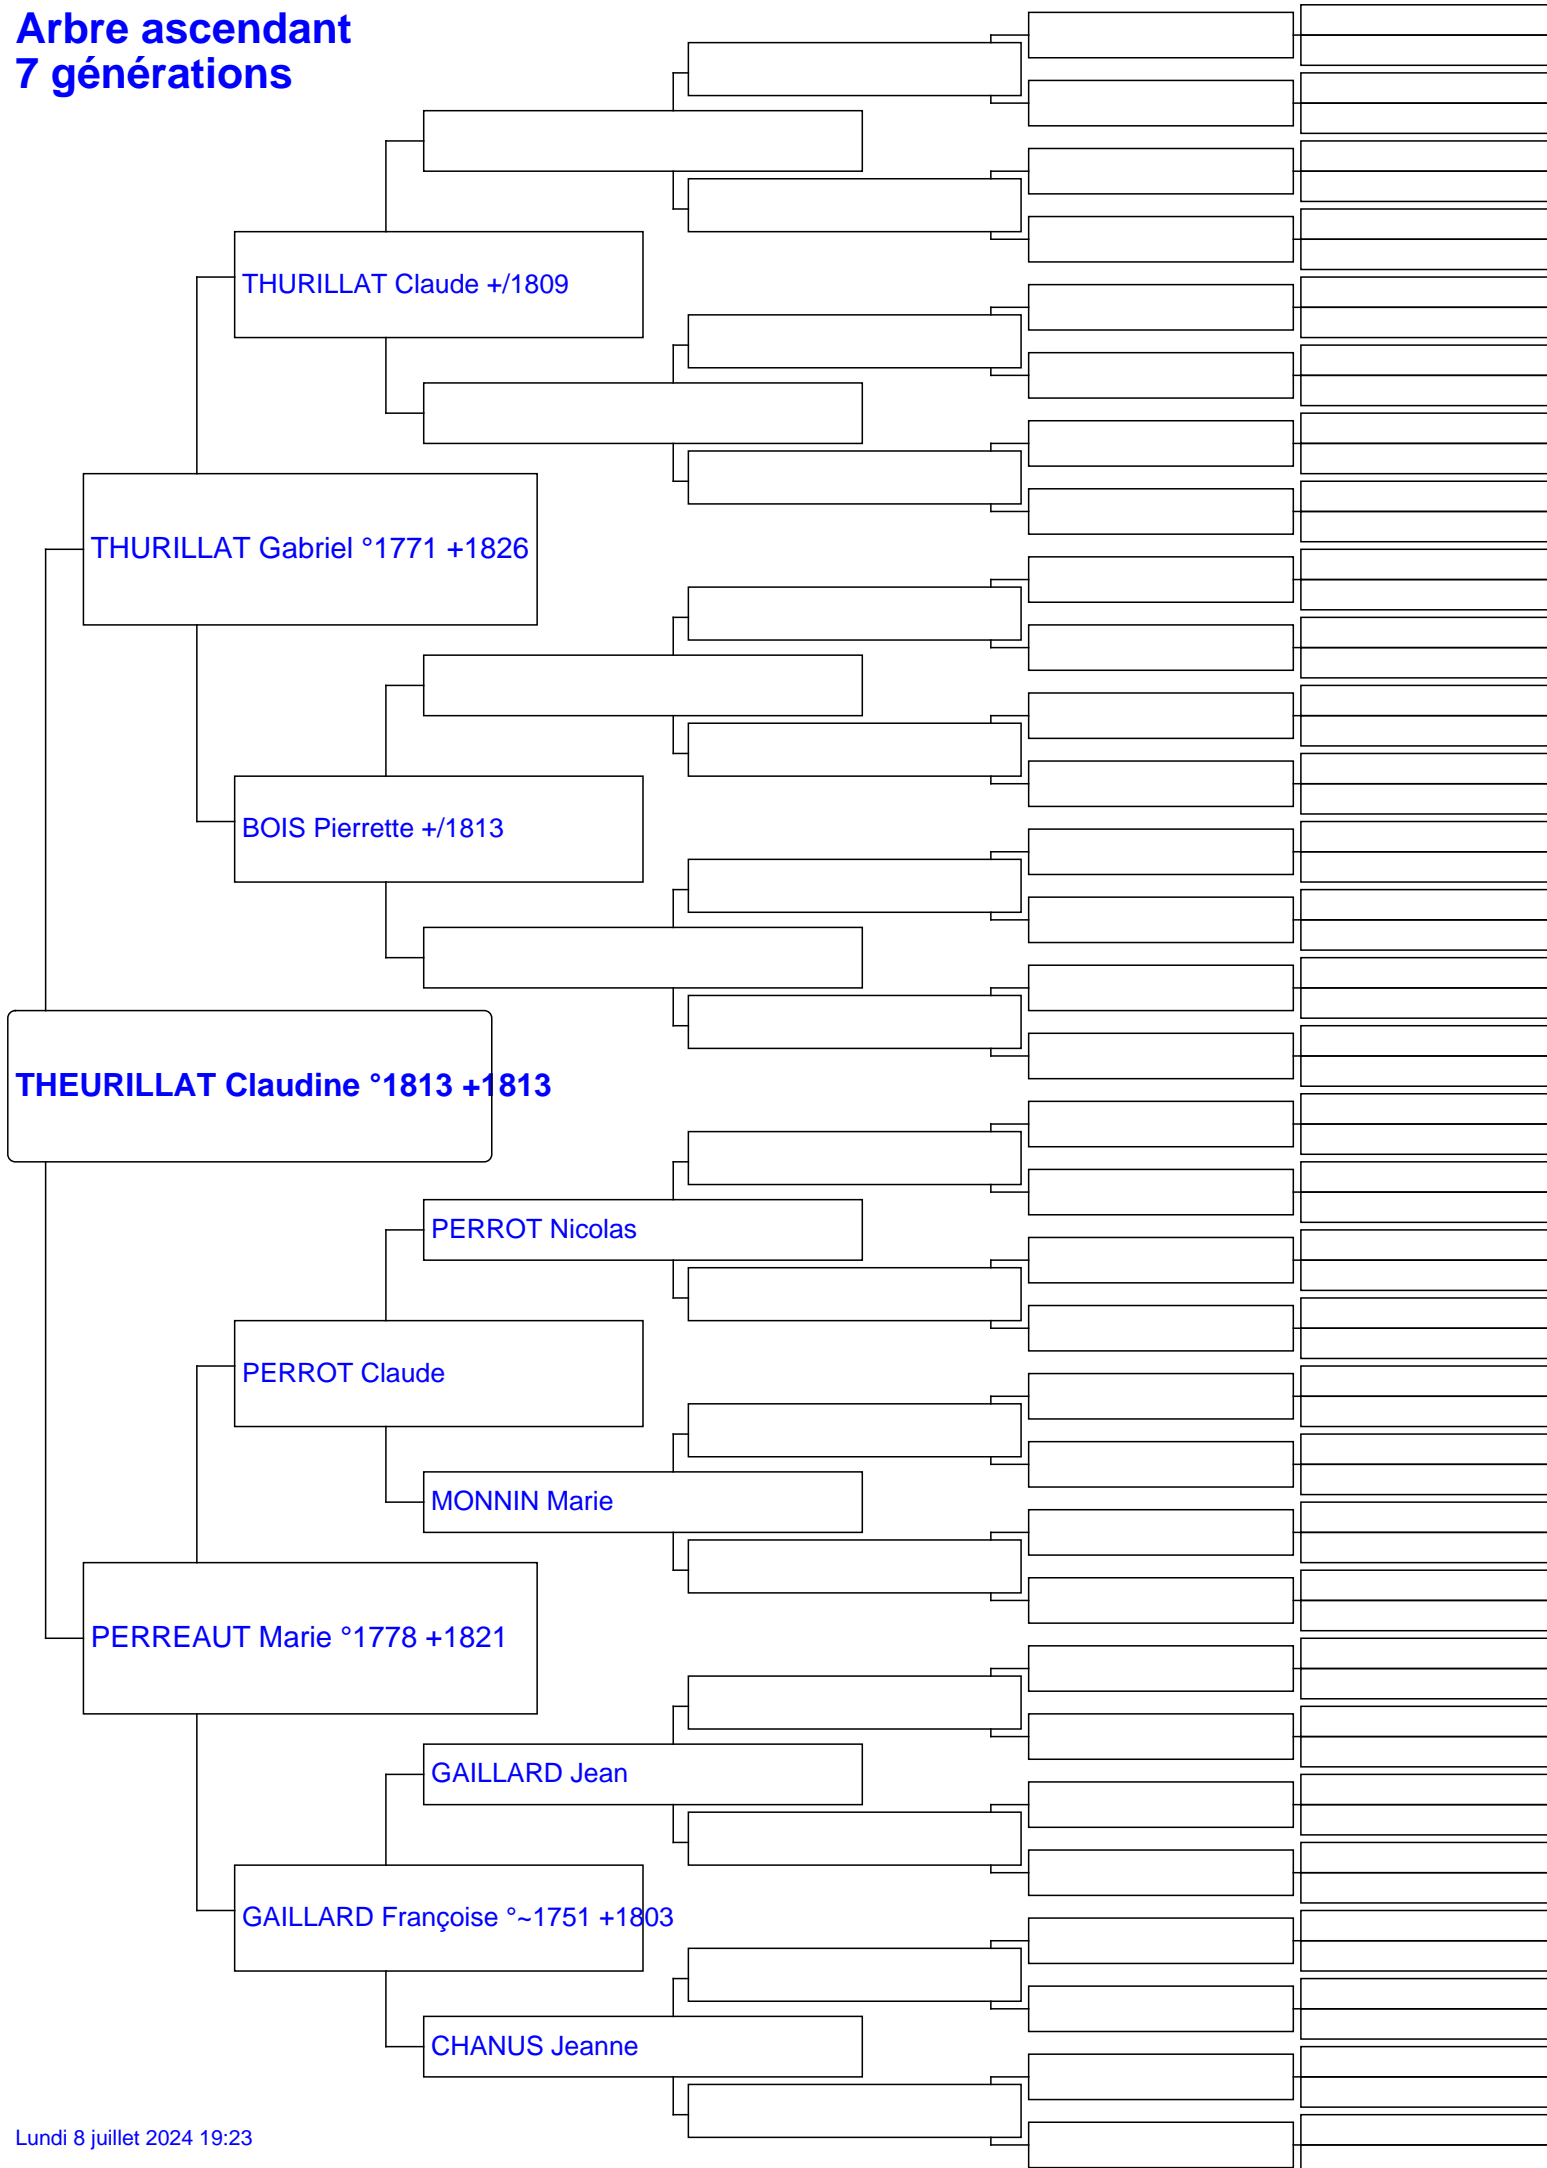 Arbre ascendant
7 générations
THURILLAT Claude +/1809
THURILLAT Gabriel °1771 +1826
BOIS Pierrette +/1813
THEURILLAT Claudine °1813 +1813
PERROT Nicolas
PERROT Claude
MONNIN Marie
PERREAUT Marie °1778 +1821
GAILLARD Jean
GAILLARD Françoise °~1751 +1803
CHANUS Jeanne
Lundi 8 juillet 2024 19:23